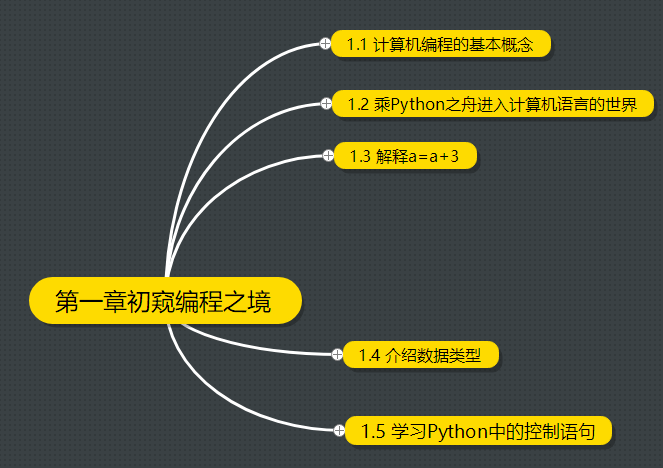 1.1 计算机编程的基本概念
1.2 乘Python之舟进入计算机语言的世界
1.3 解释a=a+3
第一章初窥编程之境
1.4 介绍数据类型
1.5 学习Python中的控制语句